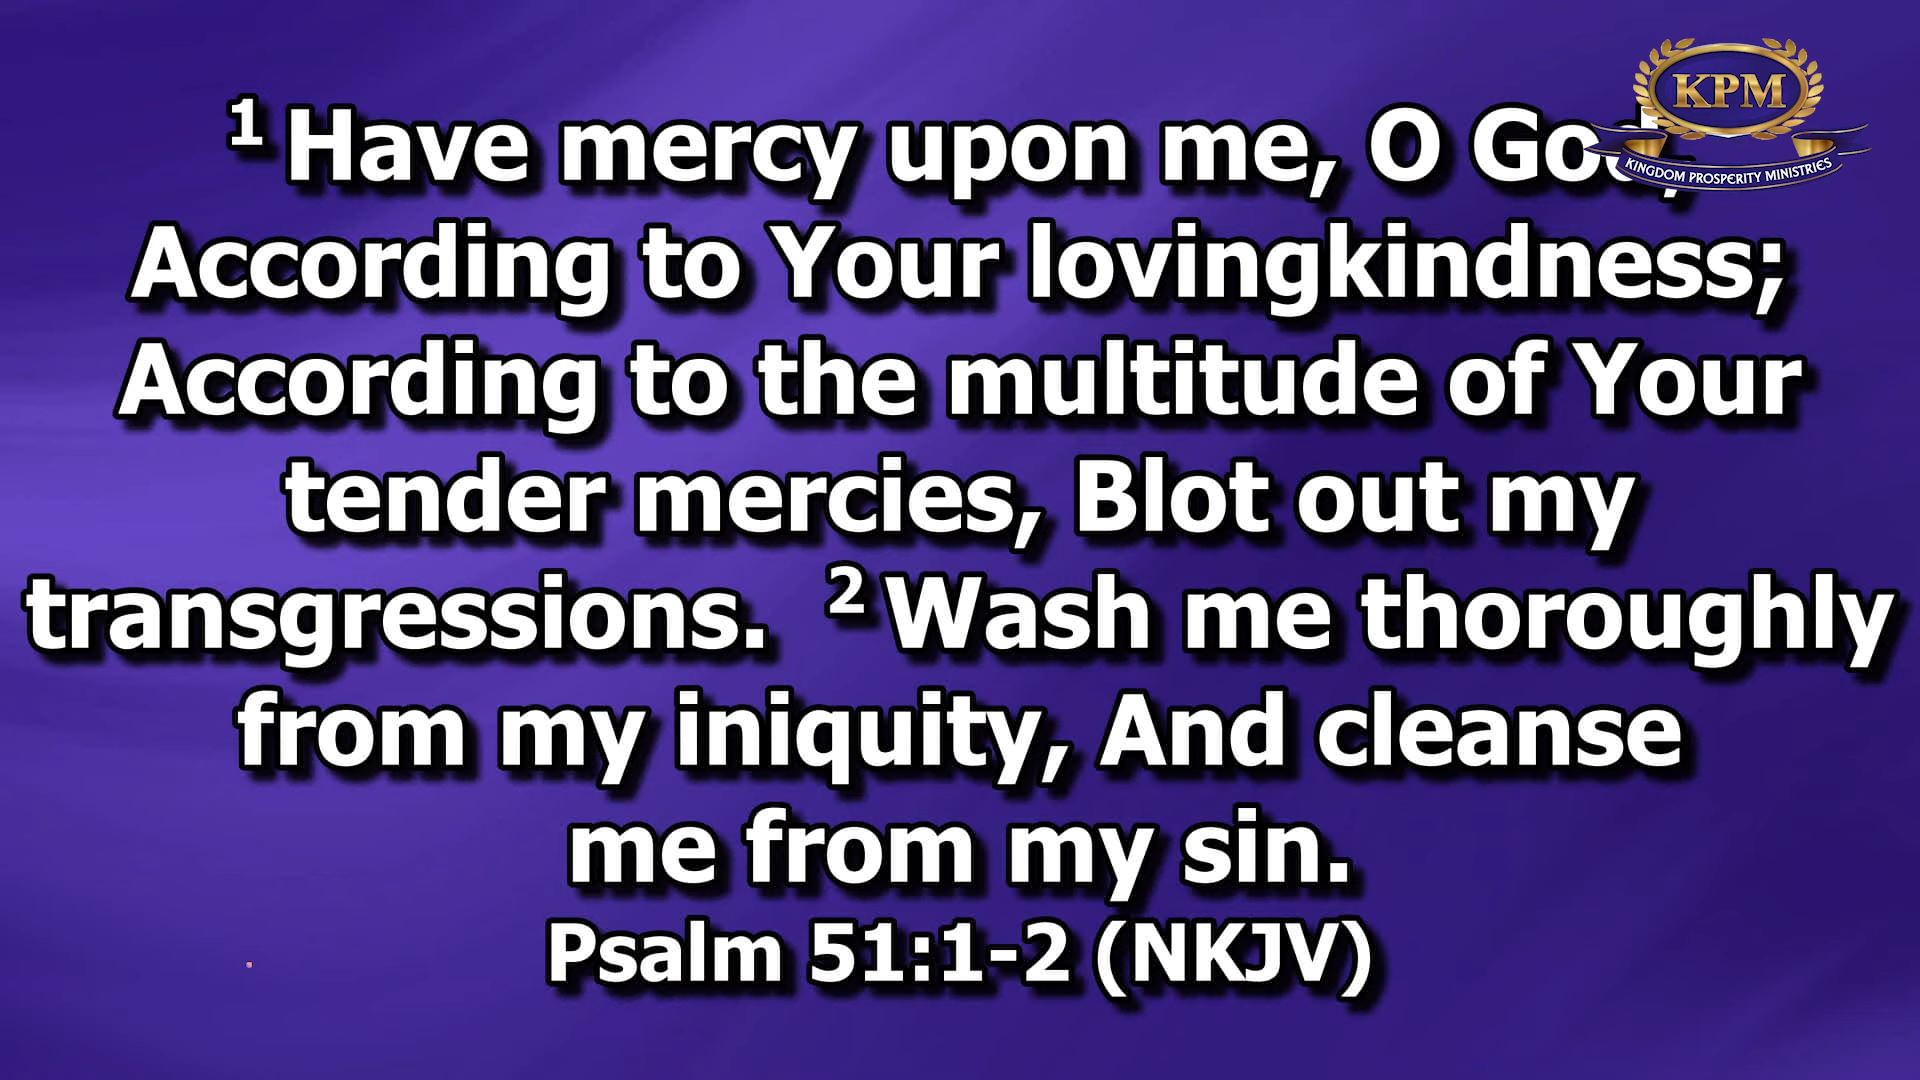 KPM
KINGDOM PROSPERITY MINISTRIES
1 Have mercy upon me, O God,
According to Your lovingkindness;
According to the multitude of Your
tender mercies, Blot out my
transgressions. 2 Wash me thoroughly
from my iniquity, And cleanse
me from my sin.
Psalm 51:1-2 (NKJV)